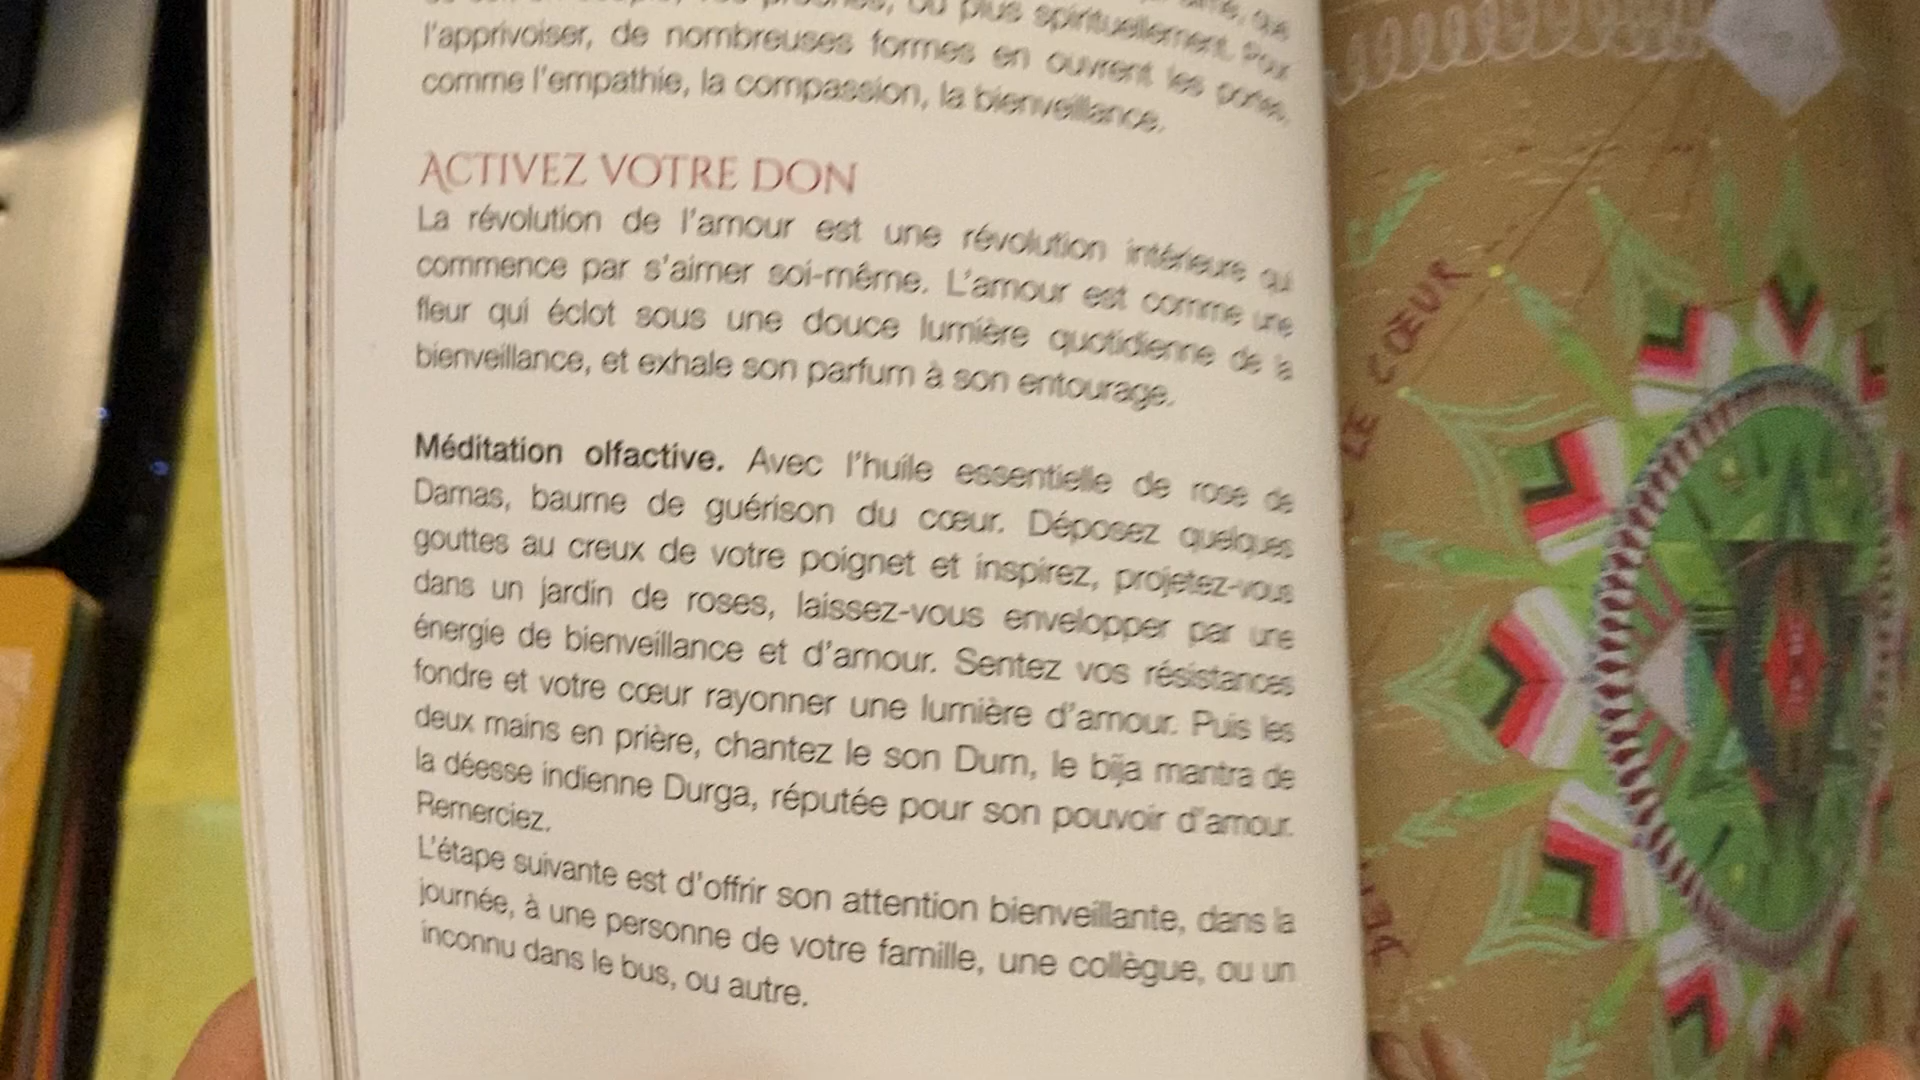 plus spirituellement. Pour
l'apprivoiser, de nombreuses formes en ouvrent les portes,
comme l'empathie, la compassion, la bienveillance.
ACTIVEZ VOTRE DON
La révolution de l'amour est une révolution intérieure qui
commence par s'aimer soi-même. L'amour est comme une
fleur qui éclot sous une douce lumière quotidienne de la
bienveillance, et exhale son parfum à son entourage.
Méditation olfactive. Avec l'huile essentielle de rose de
Damas, baume de guérison du cœur. Déposez quelques
gouttes au creux de votre poignet et inspirez, projetez-vous
dans un jardin de roses, laissez-vous envelopper par une
énergie de bienveillance et d'amour. Sentez vos résistances
fondre et votre cœur rayonner une lumière d'amour. Puis les
deux mains en prière, chantez le son Dum, le bija mantra de
la déesse indienne Durga, réputée pour son pouvoir d'amour.
Remerciez.
L'étape suivante est d'offrir son attention bienveillante, dans la
journée, à une personne de votre famille, une collègue, ou un
inconnu dans le bus, ou autre.
LE CŒUR